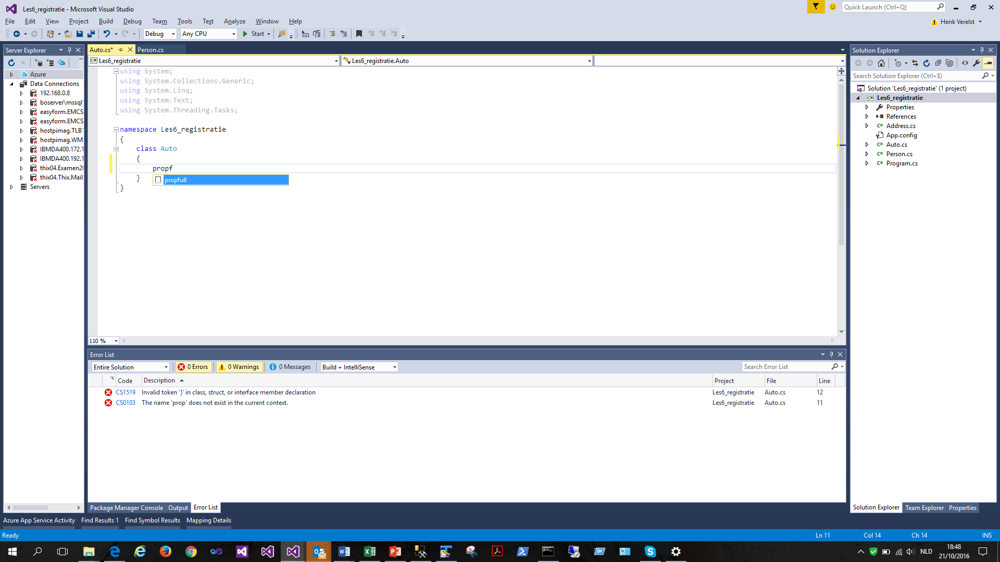 Les6_registratie - Microsoft Visual Studio
Quick Launch (Ctrl+Q)
File Edit View Project Build Debug Team Tools Test Analyze Window Help
Henk Verelst
Debug Any CPU Start
Server Explorer
Azure
Data Connections
192.168.0.8
boserver\mssql
easyform.EMCS
easyform.EMCS
hostpimag.TLB
hostpimag.WM
IBMDA400.172.1
IBMDA400.192.1
thix04.Examen20
thix04.Thix.Mail
Servers
Auto.cs* Person.cs
C# Les6_registratie Les6_registratie.Auto
using System;
using System.Collections.Generic;
using System.Linq;
using System.Text;
using System.Threading.Tasks;
namespace Les6_registratie
{
class Auto
{
propf
}
propfull
}
110 %
Solution Explorer
Search Solution Explorer (Ctrl+$)
Solution 'Les6_registratie' (1 project)
C# Les6_registratie
Properties
References
C# Address.cs
App.config
C# Auto.cs
C# Person.cs
C# Program.cs
Error List
Entire Solution 0 Errors 0 Warnings 0 Messages Build + IntelliSense Search Error List
Code Description Project File Line
CS1519 Invalid token '}' in class, struct, or interface member declaration Les6_registratie Auto.cs 12
CS0103 The name 'prop' does not exist in the current context. Les6_registratie Auto.cs 11
Package Manager Console Output Error List
Solution Explorer Team Explorer Properties
Azure App Service Activity Find Results 1 Find Symbol Results Mapping Details
Ready Ln 11 Col 14 Ch 14 INS
NLD
18:48
21/10/2016